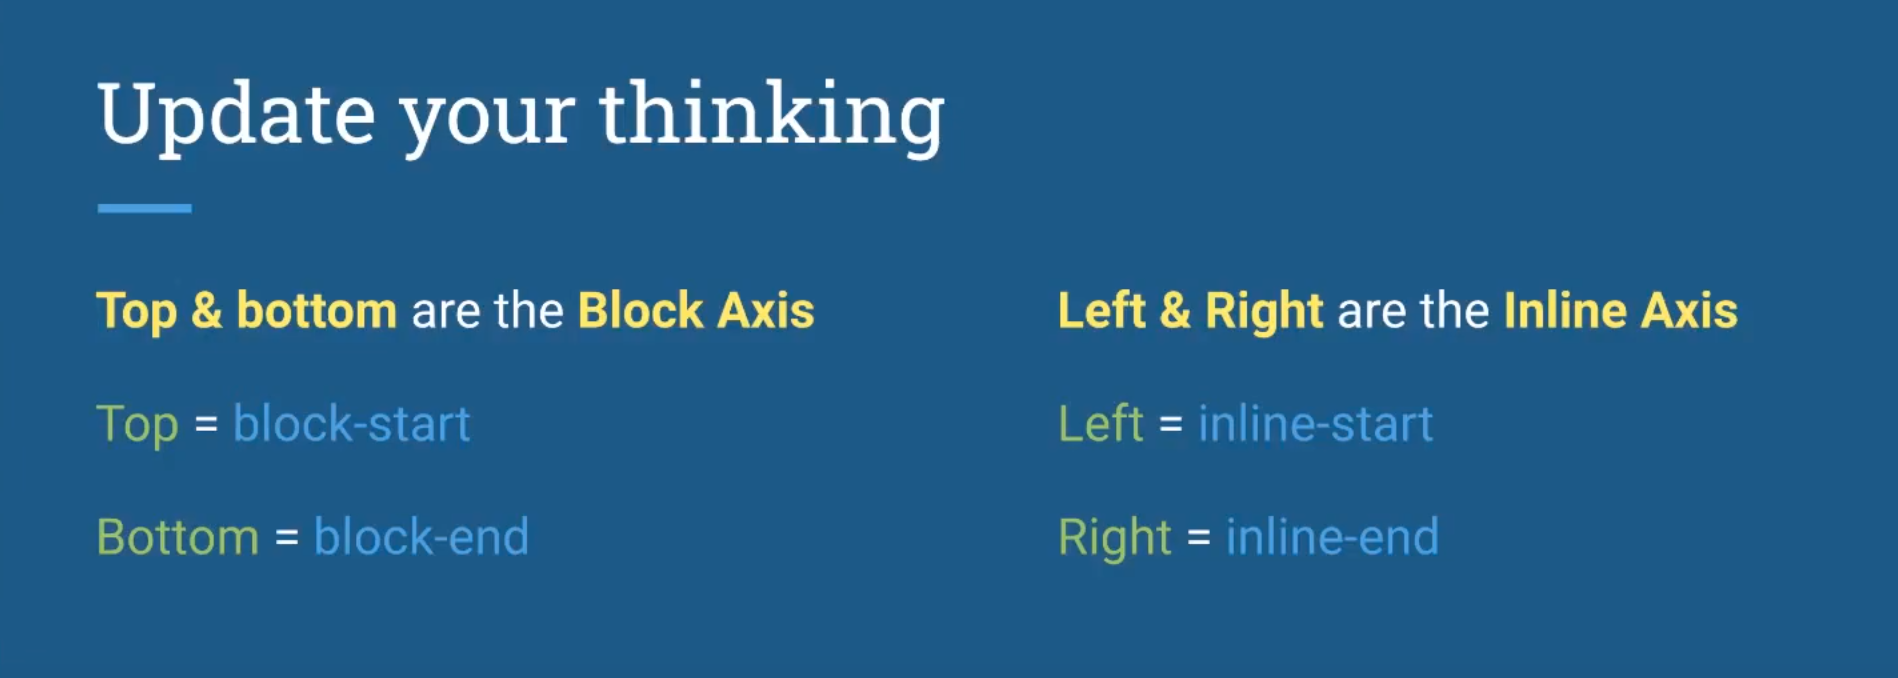 Update your thinking
Top & bottom are the Block Axis
Top = block-start
Bottom = block-end
Left & Right are the Inline Axis
Left = inline-start
Right = inline-end